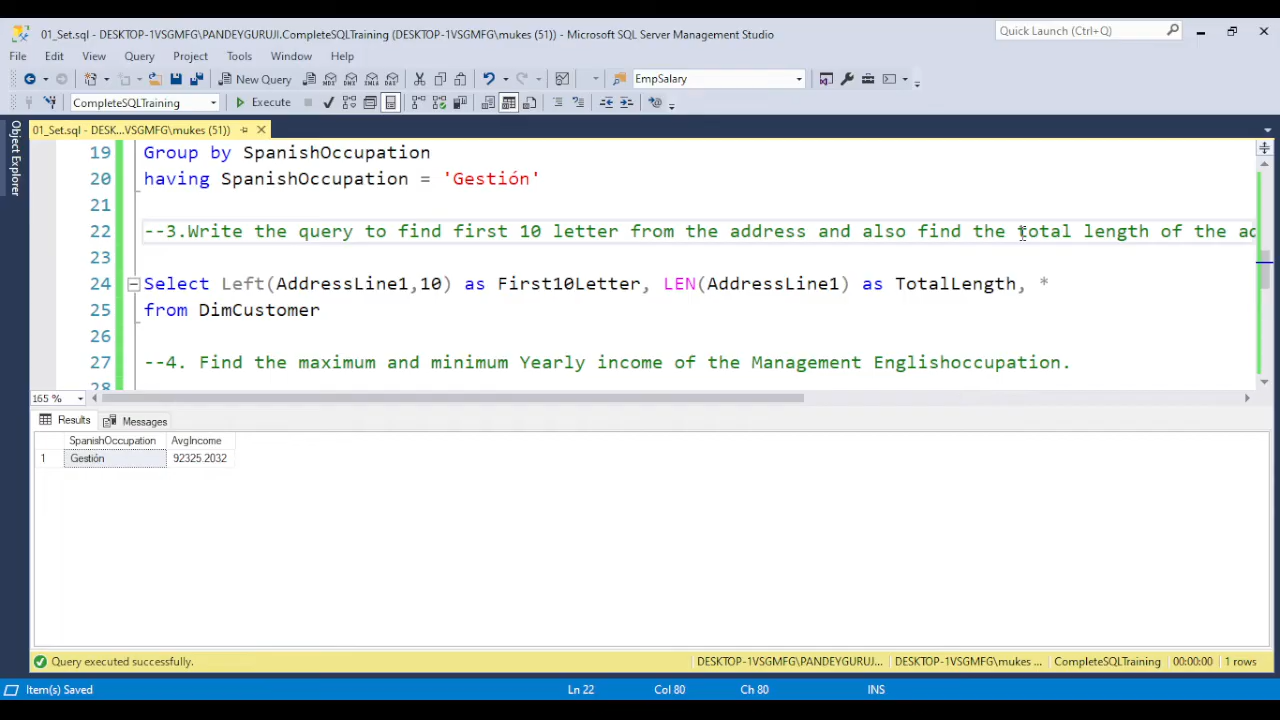 01_Set.sql - DESKTOP-1VSGMFG\PANDEYGURUJI.CompleteSQLTraining (DESKTOP-1VSGMFG\mukes (51)) - Microsoft SQL Server Management Studio
Quick Launch (Ctrl+Q)
File Edit View Query Project Tools Window Help
New Query
EmpSalary
CompleteSQLTraining
Execute
01_Set.sql - DESK...VSGMFG\mukes (51))
Object Explorer
19 Group by SpanishOccupation
20 having SpanishOccupation = 'Gestión'
21
22 --3.Write the query to find first 10 letter from the address and also find the total length of the ad
23
24 Select Left(AddressLine1,10) as First10Letter, LEN(AddressLine1) as TotalLength, *
25 from DimCustomer
26
27 --4. Find the maximum and minimum Yearly income of the Management Englishoccupation.
28
165 %
Results Messages
SpanishOccupation AvgIncome
1 Gestión 92325.2032
Query executed successfully. DESKTOP-1VSGMFG\PANDEYGURUJI... DESKTOP-1VSGMFG\mukes ... CompleteSQLTraining 00:00:00 1 rows
Item(s) Saved Ln 22 Col 80 Ch 80 INS